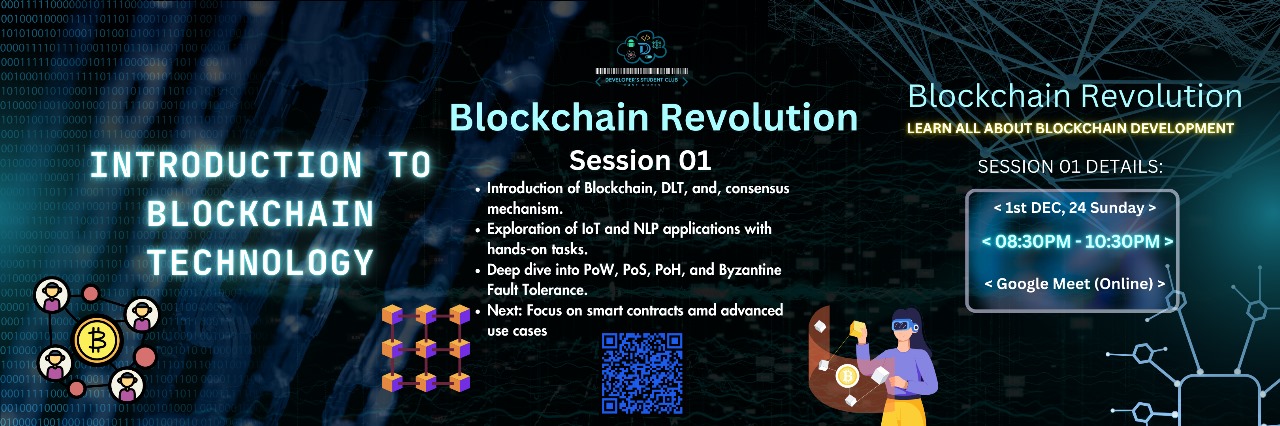 INTRODUCTION TO
BLOCKCHAIN
TECHNOLOGY
DEVELOPER'S STUDENT CLUB
Blockchain Revolution
Session 01
• Introduction of Blockchain, DLT, and, consensus
mechanism.
• Exploration of IoT and NLP applications with
hands-on tasks.
• Deep dive into PoW, PoS, PoH, and Byzantine
Fault Tolerance.
• Next: Focus on smart contracts amd advanced
use cases
Blockchain Revolution
LEARN ALL ABOUT BLOCKCHAIN DEVELOPMENT
SESSION 01 DETAILS:
< 1st DEC, 24 Sunday >
< 08:30PM - 10:30PM >
< Google Meet (Online) >